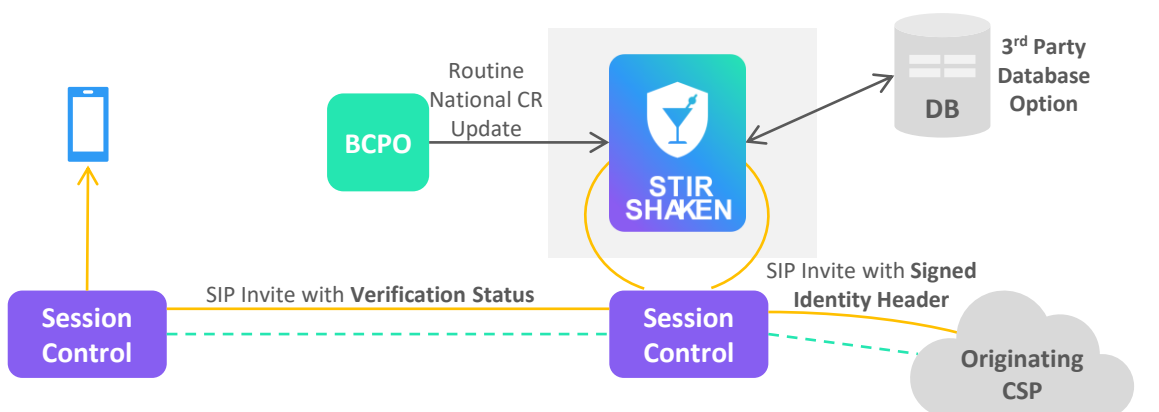 Routine
National CR
Update
BCPO
STIR
SHAKEN
DB
3rd Party
Database
Option
SIP Invite with Signed
Identity Header
SIP Invite with Verification Status
Session
Control
Session
Control
Originating
CSP